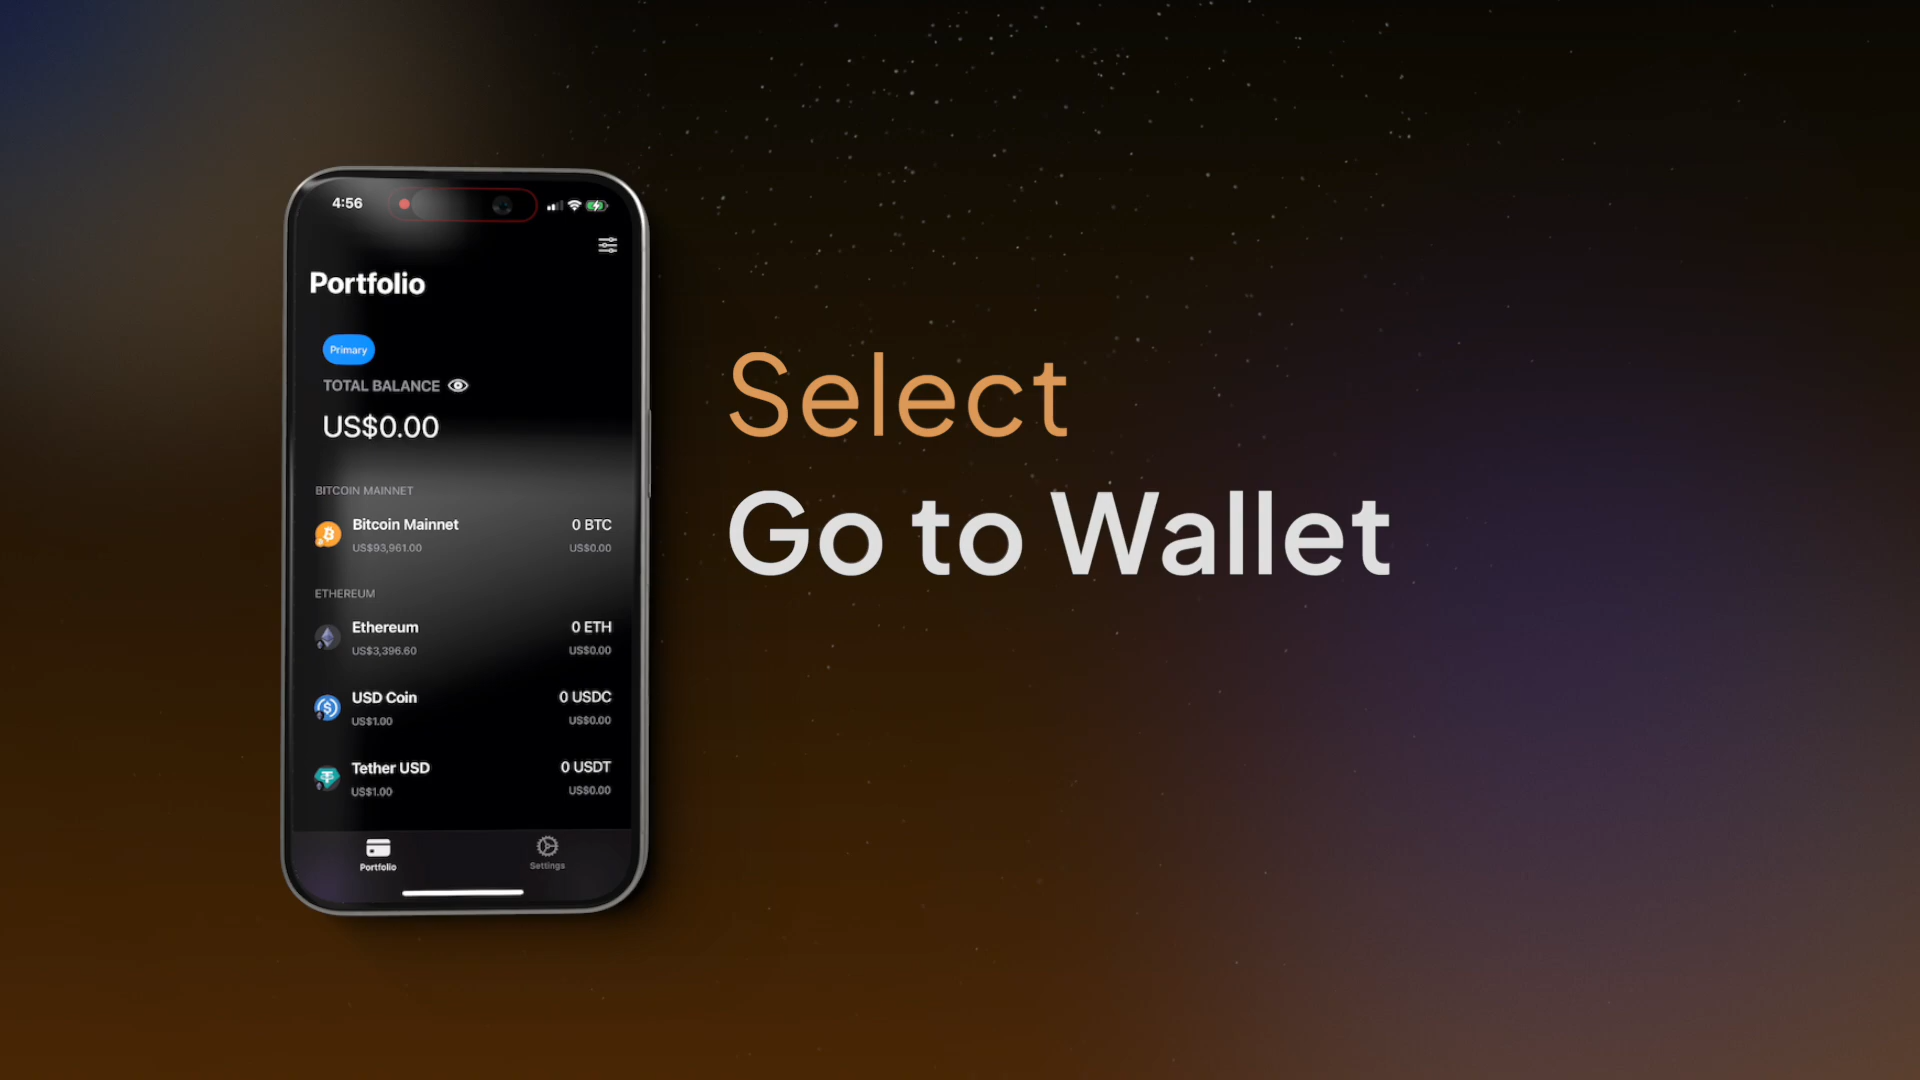 4:56
Portfolio
Primary
TOTAL BALANCE
US$0.00
BITCOIN MAINNET
Bitcoin Mainnet 0 BTC
US$93,961.00 US$0.00
ETHEREUM
Ethereum 0 ETH
US$3,396.60 US$0.00
USD Coin 0 USDC
US$1.00 US$0.00
Tether USD 0 USDT
US$1.00 US$0.00
Portfolio Settings
Select
Go to Wallet